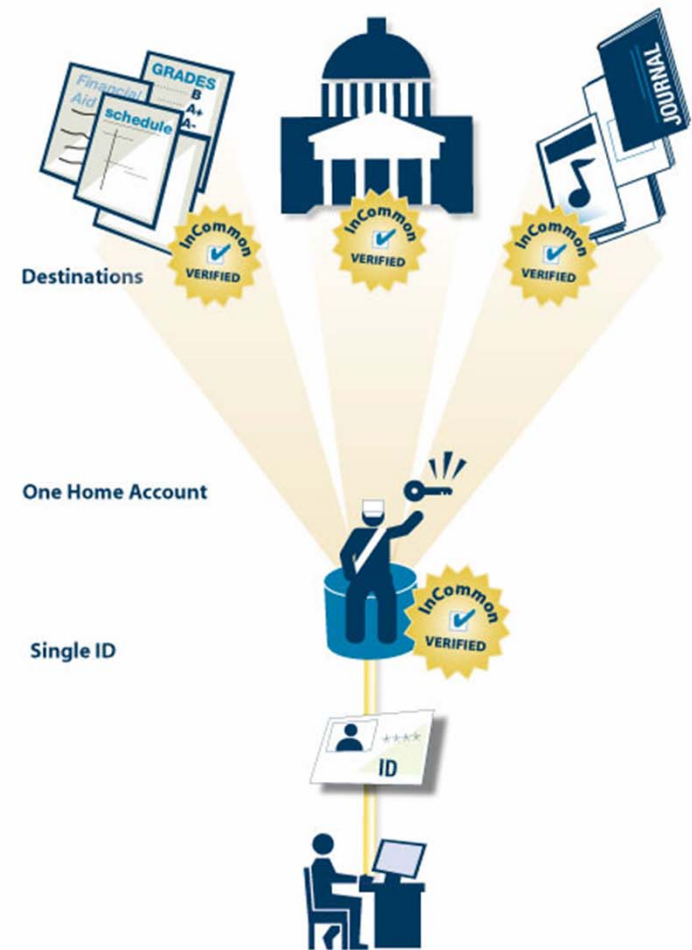 GRADES
B
A+
A-
Financial
Aid
schedule
JOURNAL
InCommon
VERIFIED
InCommon
VERIFIED
InCommon
VERIFIED
Destinations
One Home Account
InCommon
VERIFIED
Single ID
****
ID